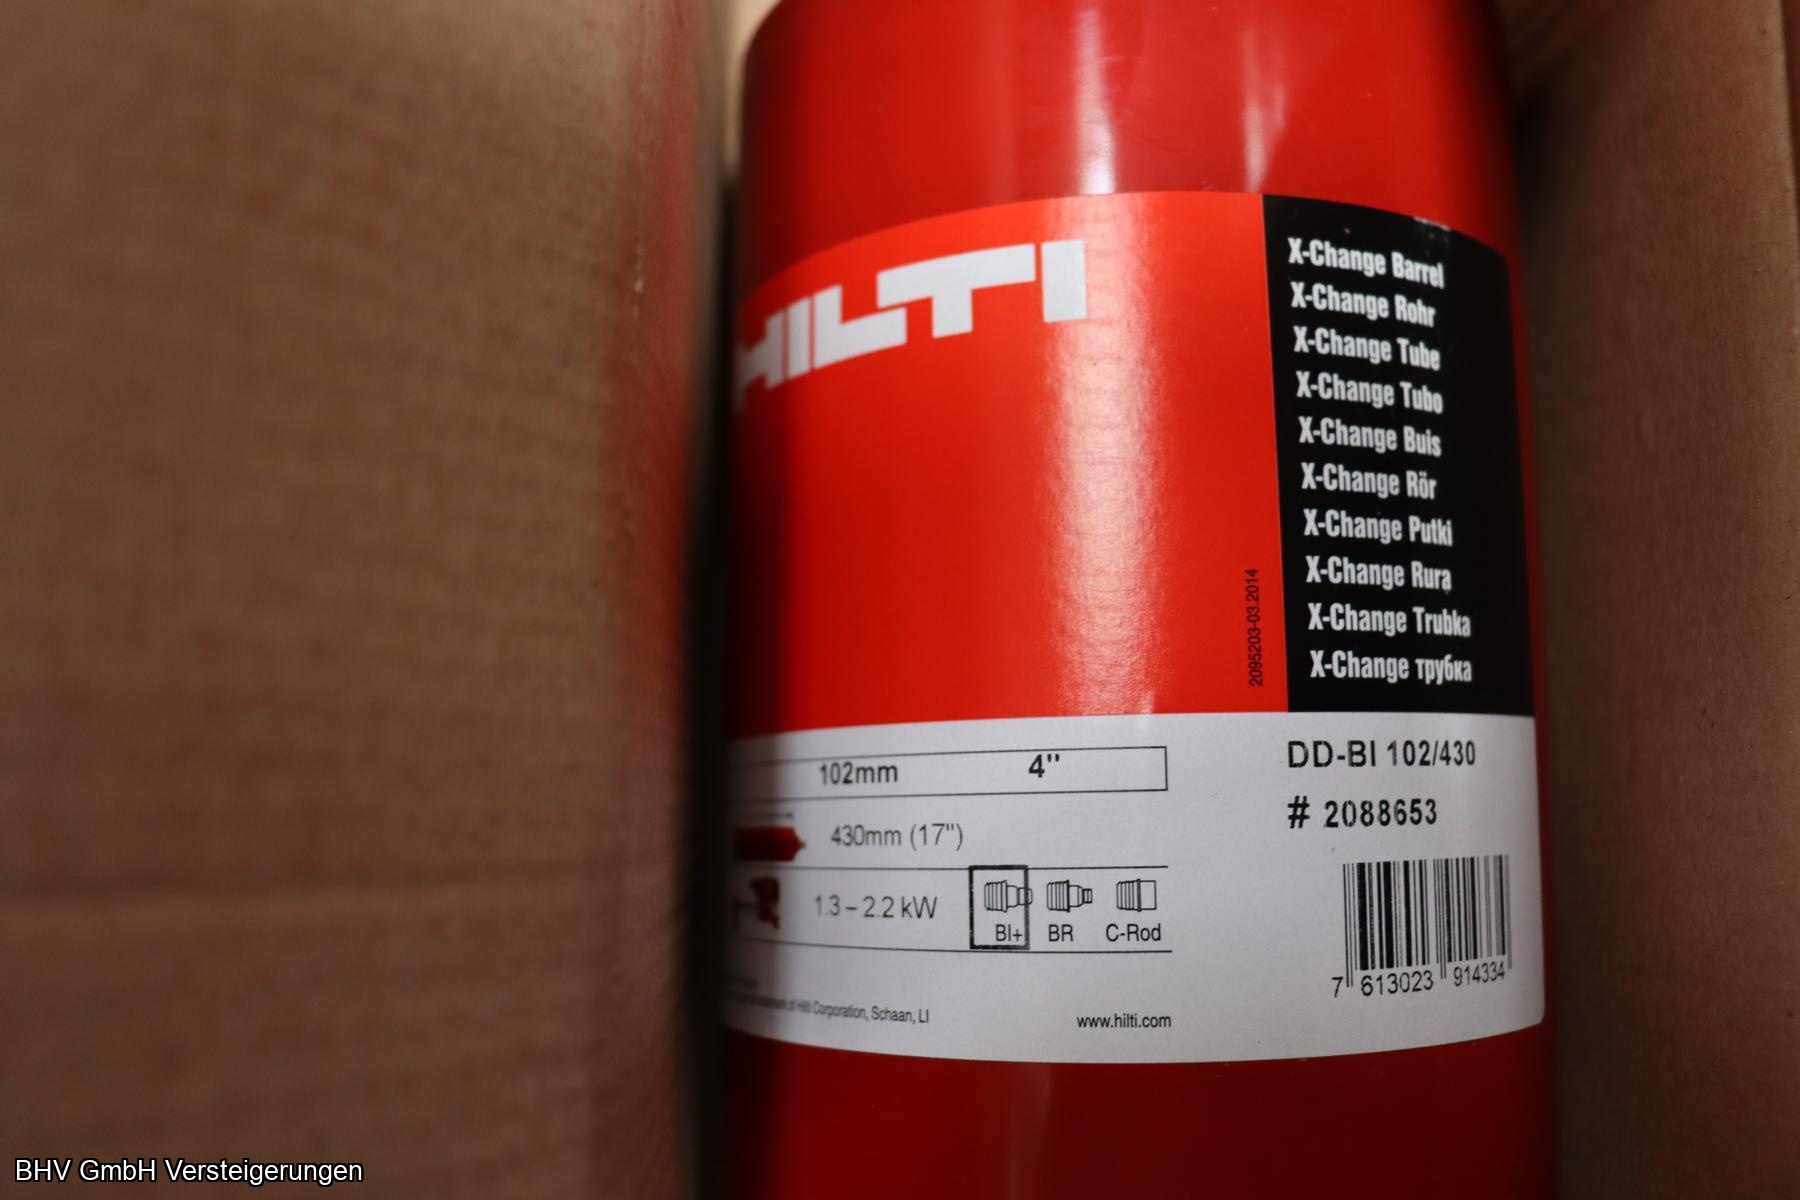 HILTI
X-Change Barrel
X-Change Rohr
X-Change Tube
X-Change Tubo
X-Change Buis
X-Change Rör
X-Change Putki
X-Change Rura
X-Change Trubka
X-Change трубка
2095203-03.2014
102mm 4"
430mm (17")
1.3 – 2.2 kW
BI+ BR C-Rod
of Hilti Corporation, Schaan, LI
www.hilti.com
DD-BI 102/430
# 2088653
7 613023 914334
BHV GmbH Versteigerungen